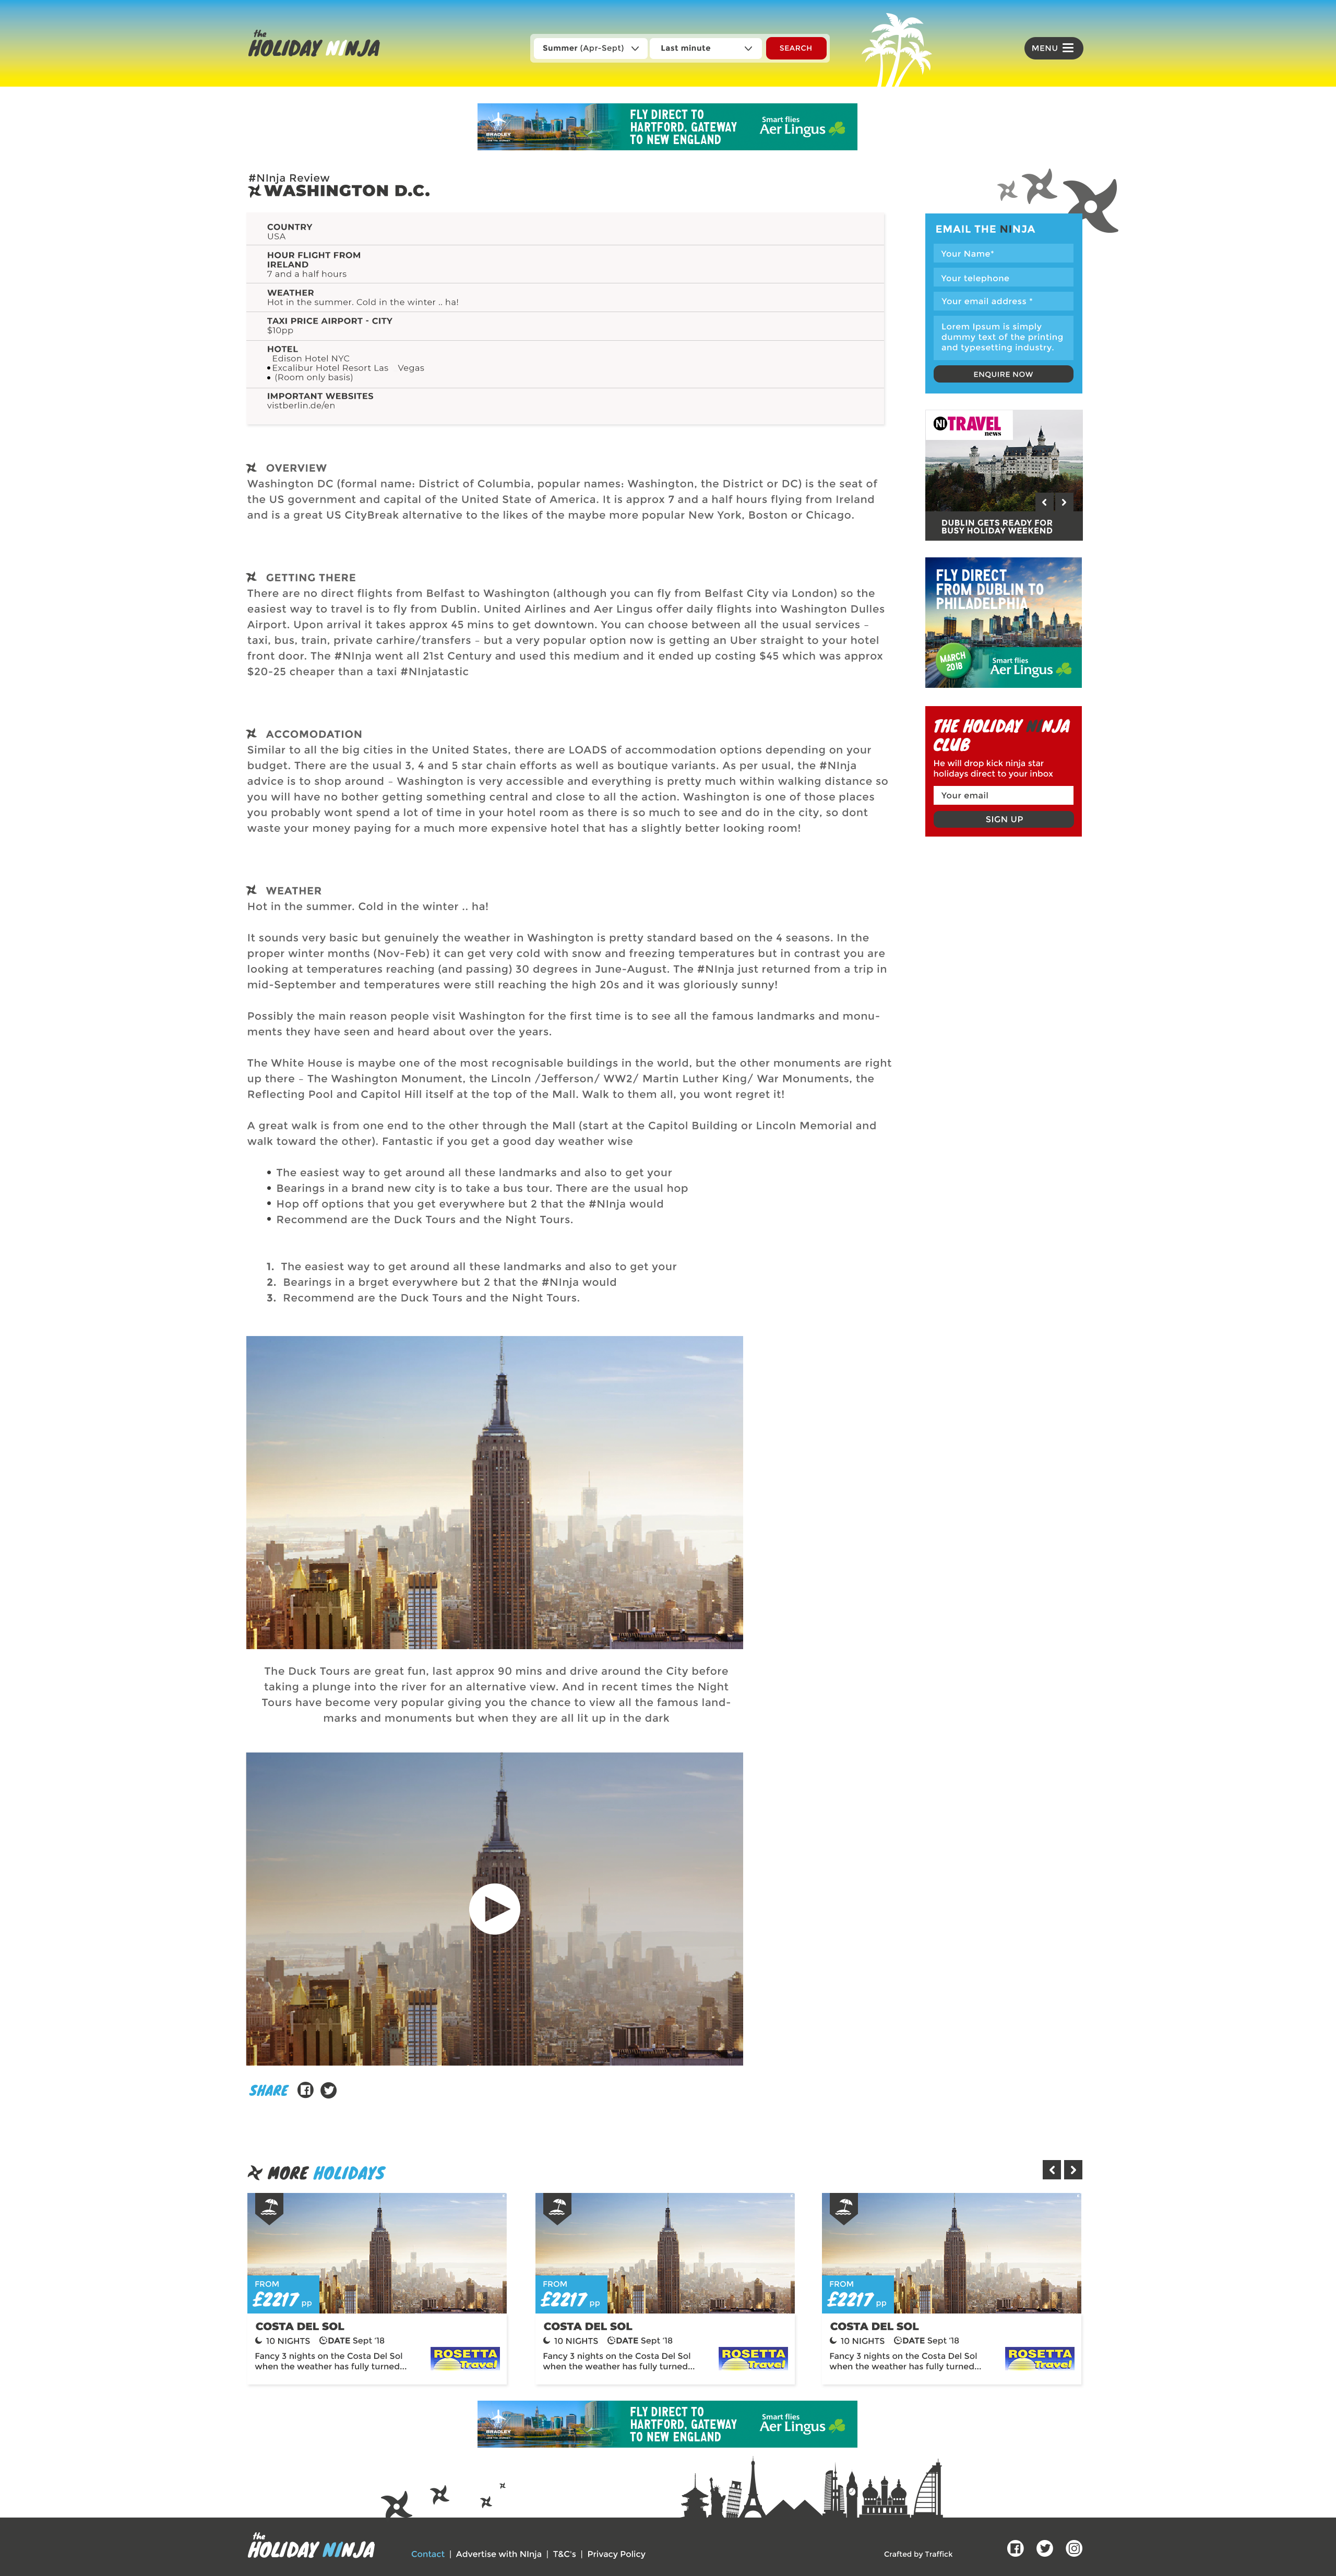 the
HOLIDAY NINJA
Summer (Apr-Sept)
Last minute
SEARCH
MENU
BRADLEY
FLY DIRECT TO
HARTFORD, GATEWAY
TO NEW ENGLAND
Smart flies
Aer Lingus
#NInja Review
WASHINGTON D.C.
COUNTRY
USA
HOUR FLIGHT FROM
IRELAND
7 and a half hours
WEATHER
Hot in the summer. Cold in the winter .. ha!
TAXI PRICE AIRPORT - CITY
$10pp
HOTEL
Edison Hotel NYC
• Excalibur Hotel Resort Las Vegas
• (Room only basis)
IMPORTANT WEBSITES
vistberlin.de/en
EMAIL THE NINJA
Your Name*
Your telephone
Your email address *
Lorem Ipsum is simply
dummy text of the printing
and typesetting industry.
ENQUIRE NOW
NI TRAVEL
news
DUBLIN GETS READY FOR
BUSY HOLIDAY WEEKEND
FLY DIRECT
FROM DUBLIN TO
PHILADELPHIA
MARCH
2018
Smart flies
Aer Lingus
THE HOLIDAY NINJA
CLUB
He will drop kick ninja star
holidays direct to your inbox
Your email
SIGN UP
OVERVIEW
Washington DC (formal name: District of Columbia, popular names: Washington, the District or DC) is the seat of
the US government and capital of the United State of America. It is approx 7 and a half hours flying from Ireland
and is a great US CityBreak alternative to the likes of the maybe more popular New York, Boston or Chicago.
GETTING THERE
There are no direct flights from Belfast to Washington (although you can fly from Belfast City via London) so the
easiest way to travel is to fly from Dublin. United Airlines and Aer Lingus offer daily flights into Washington Dulles
Airport. Upon arrival it takes approx 45 mins to get downtown. You can choose between all the usual services –
taxi, bus, train, private carhire/transfers – but a very popular option now is getting an Uber straight to your hotel
front door. The #NInja went all 21st Century and used this medium and it ended up costing $45 which was approx
$20-25 cheaper than a taxi #NInjatastic
ACCOMODATION
Similar to all the big cities in the United States, there are LOADS of accommodation options depending on your
budget. There are the usual 3, 4 and 5 star chain efforts as well as boutique variants. As per usual, the #NInja
advice is to shop around – Washington is very accessible and everything is pretty much within walking distance so
you will have no bother getting something central and close to all the action. Washington is one of those places
you probably wont spend a lot of time in your hotel room as there is so much to see and do in the city, so dont
waste your money paying for a much more expensive hotel that has a slightly better looking room!
WEATHER
Hot in the summer. Cold in the winter .. ha!
It sounds very basic but genuinely the weather in Washington is pretty standard based on the 4 seasons. In the
proper winter months (Nov-Feb) it can get very cold with snow and freezing temperatures but in contrast you are
looking at temperatures reaching (and passing) 30 degrees in June-August. The #NInja just returned from a trip in
mid-September and temperatures were still reaching the high 20s and it was gloriously sunny!
Possibly the main reason people visit Washington for the first time is to see all the famous landmarks and monu-
ments they have seen and heard about over the years.
The White House is maybe one of the most recognisable buildings in the world, but the other monuments are right
up there – The Washington Monument, the Lincoln /Jefferson/ WW2/ Martin Luther King/ War Monuments, the
Reflecting Pool and Capitol Hill itself at the top of the Mall. Walk to them all, you wont regret it!
A great walk is from one end to the other through the Mall (start at the Capitol Building or Lincoln Memorial and
walk toward the other). Fantastic if you get a good day weather wise
• The easiest way to get around all these landmarks and also to get your
• Bearings in a brand new city is to take a bus tour. There are the usual hop
• Hop off options that you get everywhere but 2 that the #NInja would
• Recommend are the Duck Tours and the Night Tours.
1. The easiest way to get around all these landmarks and also to get your
2. Bearings in a brget everywhere but 2 that the #NInja would
3. Recommend are the Duck Tours and the Night Tours.
The Duck Tours are great fun, last approx 90 mins and drive around the City before
taking a plunge into the river for an alternative view. And in recent times the Night
Tours have become very popular giving you the chance to view all the famous land-
marks and monuments but when they are all lit up in the dark
SHARE
MORE HOLIDAYS
FROM
£2217 pp
COSTA DEL SOL
10 NIGHTS DATE Sept '18
Fancy 3 nights on the Costa Del Sol
when the weather has fully turned...
ROSETTA
Travel
FROM
£2217 pp
COSTA DEL SOL
10 NIGHTS DATE Sept '18
Fancy 3 nights on the Costa Del Sol
when the weather has fully turned...
ROSETTA
Travel
FROM
£2217 pp
COSTA DEL SOL
10 NIGHTS DATE Sept '18
Fancy 3 nights on the Costa Del Sol
when the weather has fully turned...
ROSETTA
Travel
BRADLEY
FLY DIRECT TO
HARTFORD, GATEWAY
TO NEW ENGLAND
Smart flies
Aer Lingus
the
HOLIDAY NINJA
Contact | Advertise with NInja | T&C's | Privacy Policy
Crafted by Traffick